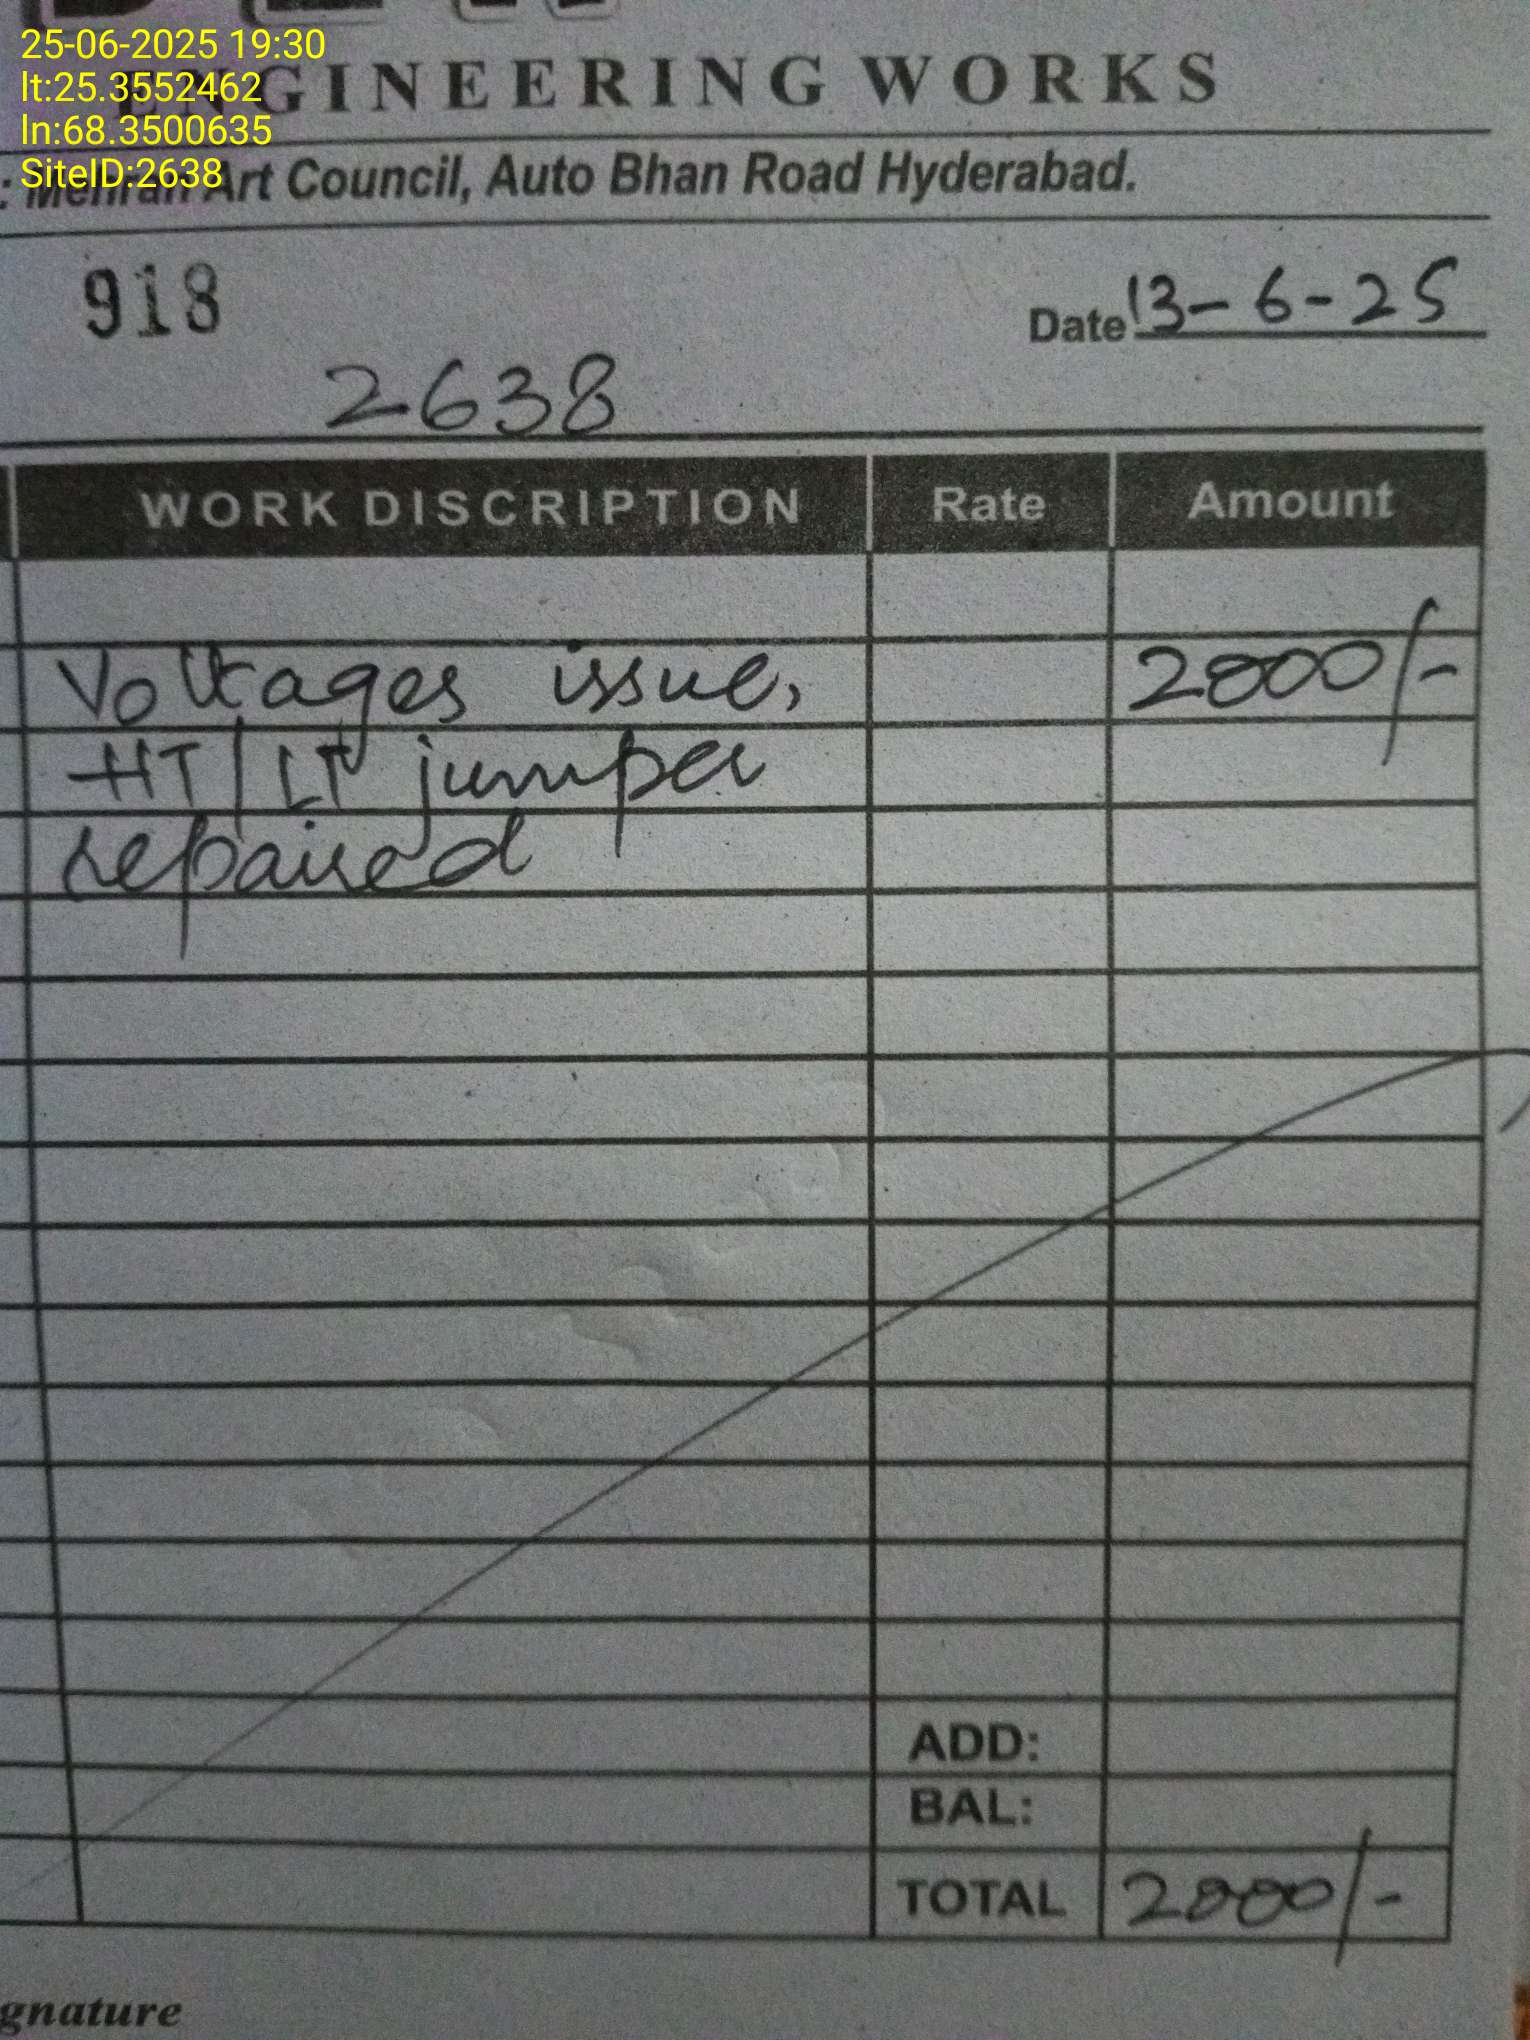 25-06-2025 19:30
lt:25.3552462
ln:68.3500635
SiteID:2638
ENGINEERING WORKS
: Mehran Art Council, Auto Bhan Road Hyderabad.
918
Date 13-6-25
2638
WORK DISCRIPTION Rate Amount
Voltages issue, 2000/-
HT/LT jumper
repaired
ADD:
BAL:
TOTAL 2000/-
gnature